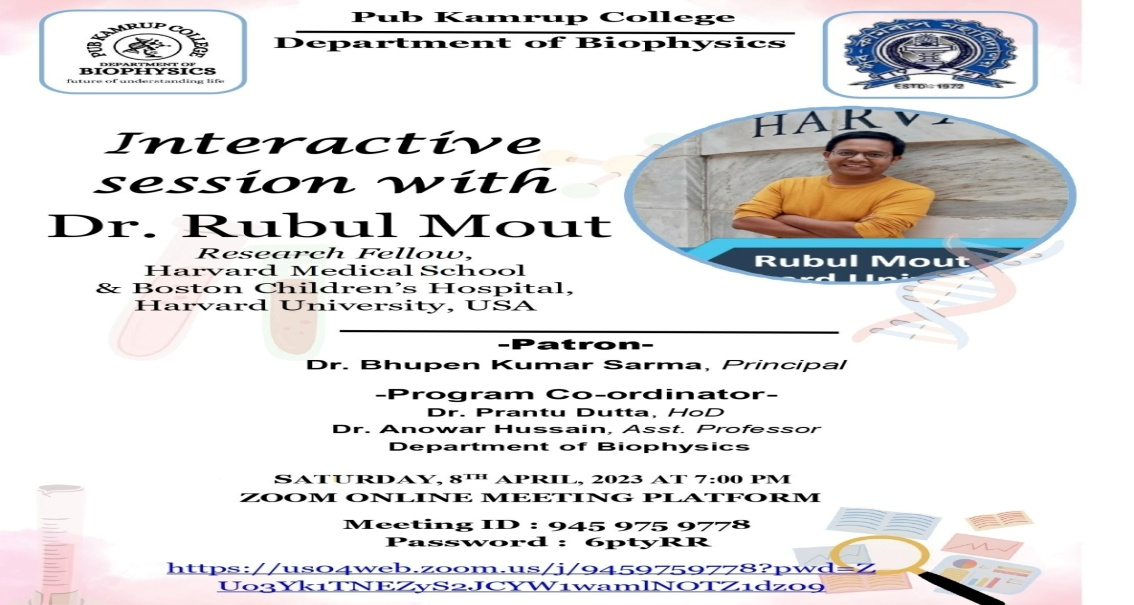 Pub Kamrup College
Department of Biophysics
PUB KAMRUP COLLEGE
DEPARTMENT OF
BIOPHYSICS
future of understanding life
ESTD: 1972
Interactive
session with
Dr. Rubul Mout
Research Fellow,
Harvard Medical School
& Boston Children's Hospital,
Harvard University, USA
HARV
Rubul Mout
-Patron-
Dr. Bhupen Kumar Sarma, Principal
-Program Co-ordinator-
Dr. Prantu Dutta, HoD
Dr. Anowar Hussain, Asst. Professor
Department of Biophysics
SATURDAY, 8TH APRIL, 2023 AT 7:00 PM
ZOOM ONLINE MEETING PLATFORM
Meeting ID : 945 975 9778
Password : 6ptyRR
https://us04web.zoom.us/j/9459759778?pwd=Z
U03Yk1TNEZyS2JCYW1wamlNOTZ1dz09